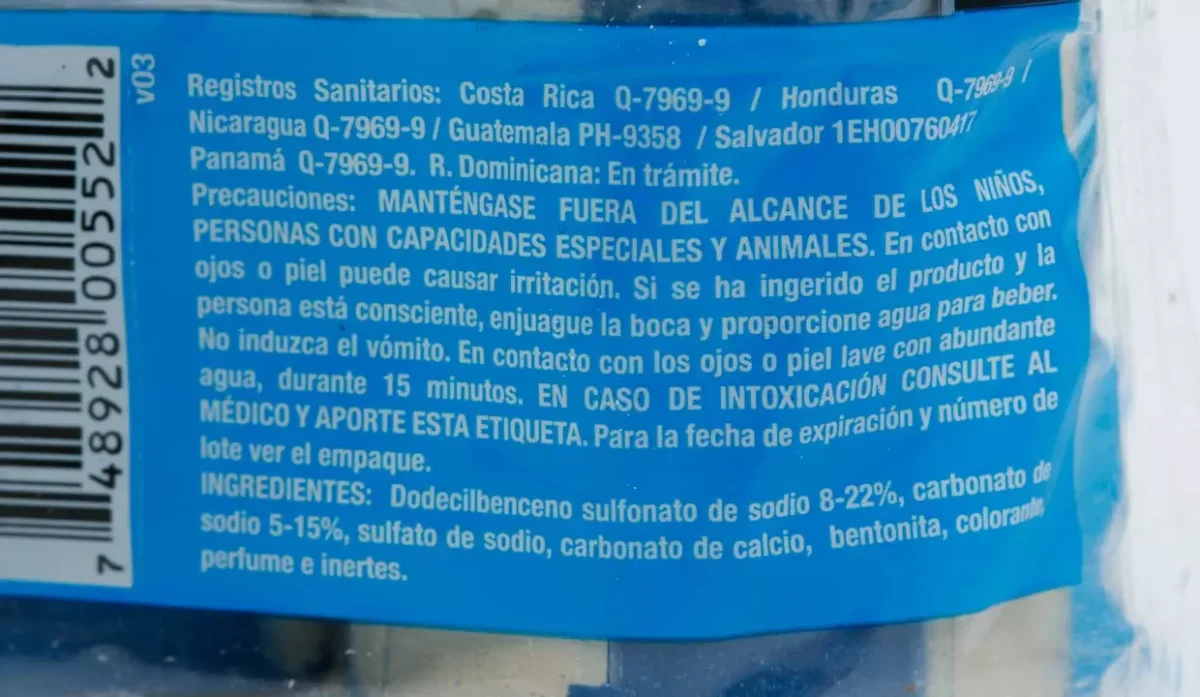 Registros Sanitarios: Costa Rica Q-7969-9 / Honduras Q-7969-9 /
Nicaragua Q-7969-9 / Guatemala PH-9358 / Salvador 1EH00760417
Panamá Q-7969-9. R. Dominicana: En trámite.
Precauciones: MANTÉNGASE FUERA DEL ALCANCE DE LOS NIÑOS,
PERSONAS CON CAPACIDADES ESPECIALES Y ANIMALES. En contacto con
ojos o piel puede causar irritación. Si se ha ingerido el producto y la
persona está consciente, enjuague la boca y proporcione agua para beber.
No induzca el vómito. En contacto con los ojos o piel lave con abundante
agua, durante 15 minutos. EN CASO DE INTOXICACIÓN CONSULTE AL
MÉDICO Y APORTE ESTA ETIQUETA. Para la fecha de expiración y número de
lote ver el empaque.
INGREDIENTES: Dodecilbenceno sulfonato de sodio 8-22%, carbonato de
sodio 5-15%, sulfato de sodio, carbonato de calcio, bentonita, colorante,
perfume e inertes.
7 48928 00552 2
v03